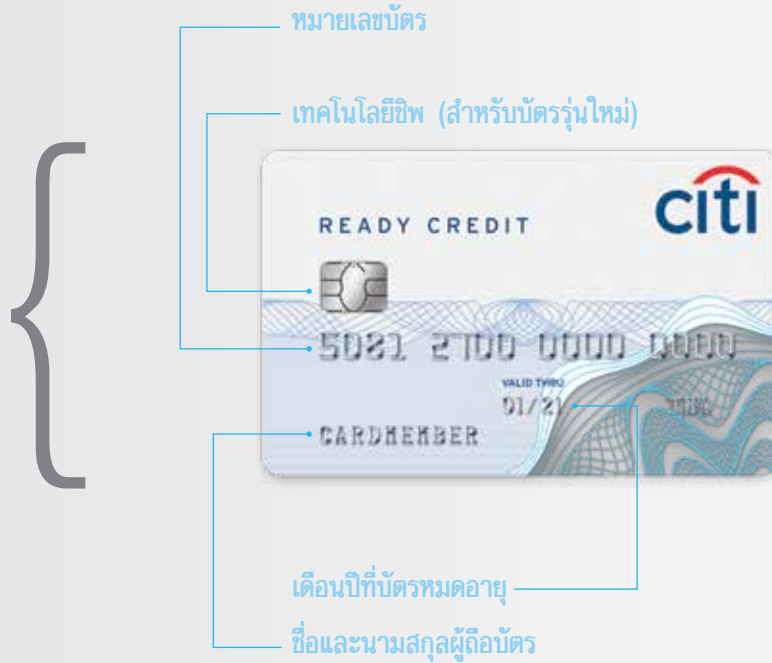 หมายเลขบัตร
เทคโนโลยีชิพ (สำหรับบัตรรุ่นใหม่)
citi
READY CREDIT
5081 2700 0000 0000
VALID THRU
01/21
CARDMEMBER
เดือนปีที่บัตรหมดอายุ
ชื่อและนามสกุลผู้ถือบัตร